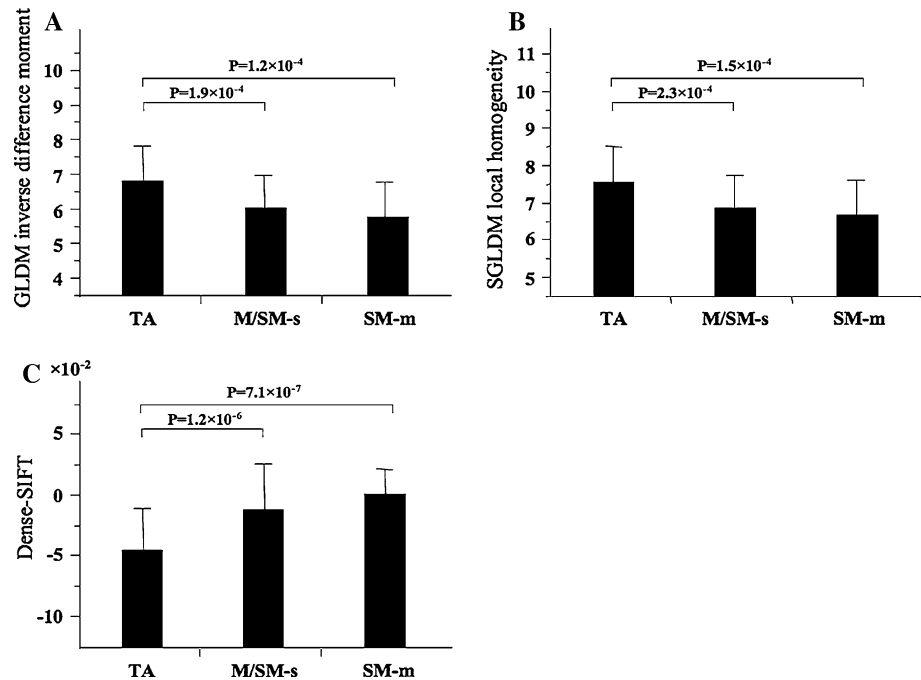 A
GLDM inverse difference moment
10
9
8
7
6
5
4
P=1.2×10⁻⁴
P=1.9×10⁻⁴
TA M/SM-s SM-m
B
SGLDM local homogeneity
11
10
9
8
7
6
5
P=1.5×10⁻⁴
P=2.3×10⁻⁴
TA M/SM-s SM-m
C ×10⁻²
Dense-SIFT
5
0
-5
-10
P=7.1×10⁻⁷
P=1.2×10⁻⁶
TA M/SM-s SM-m